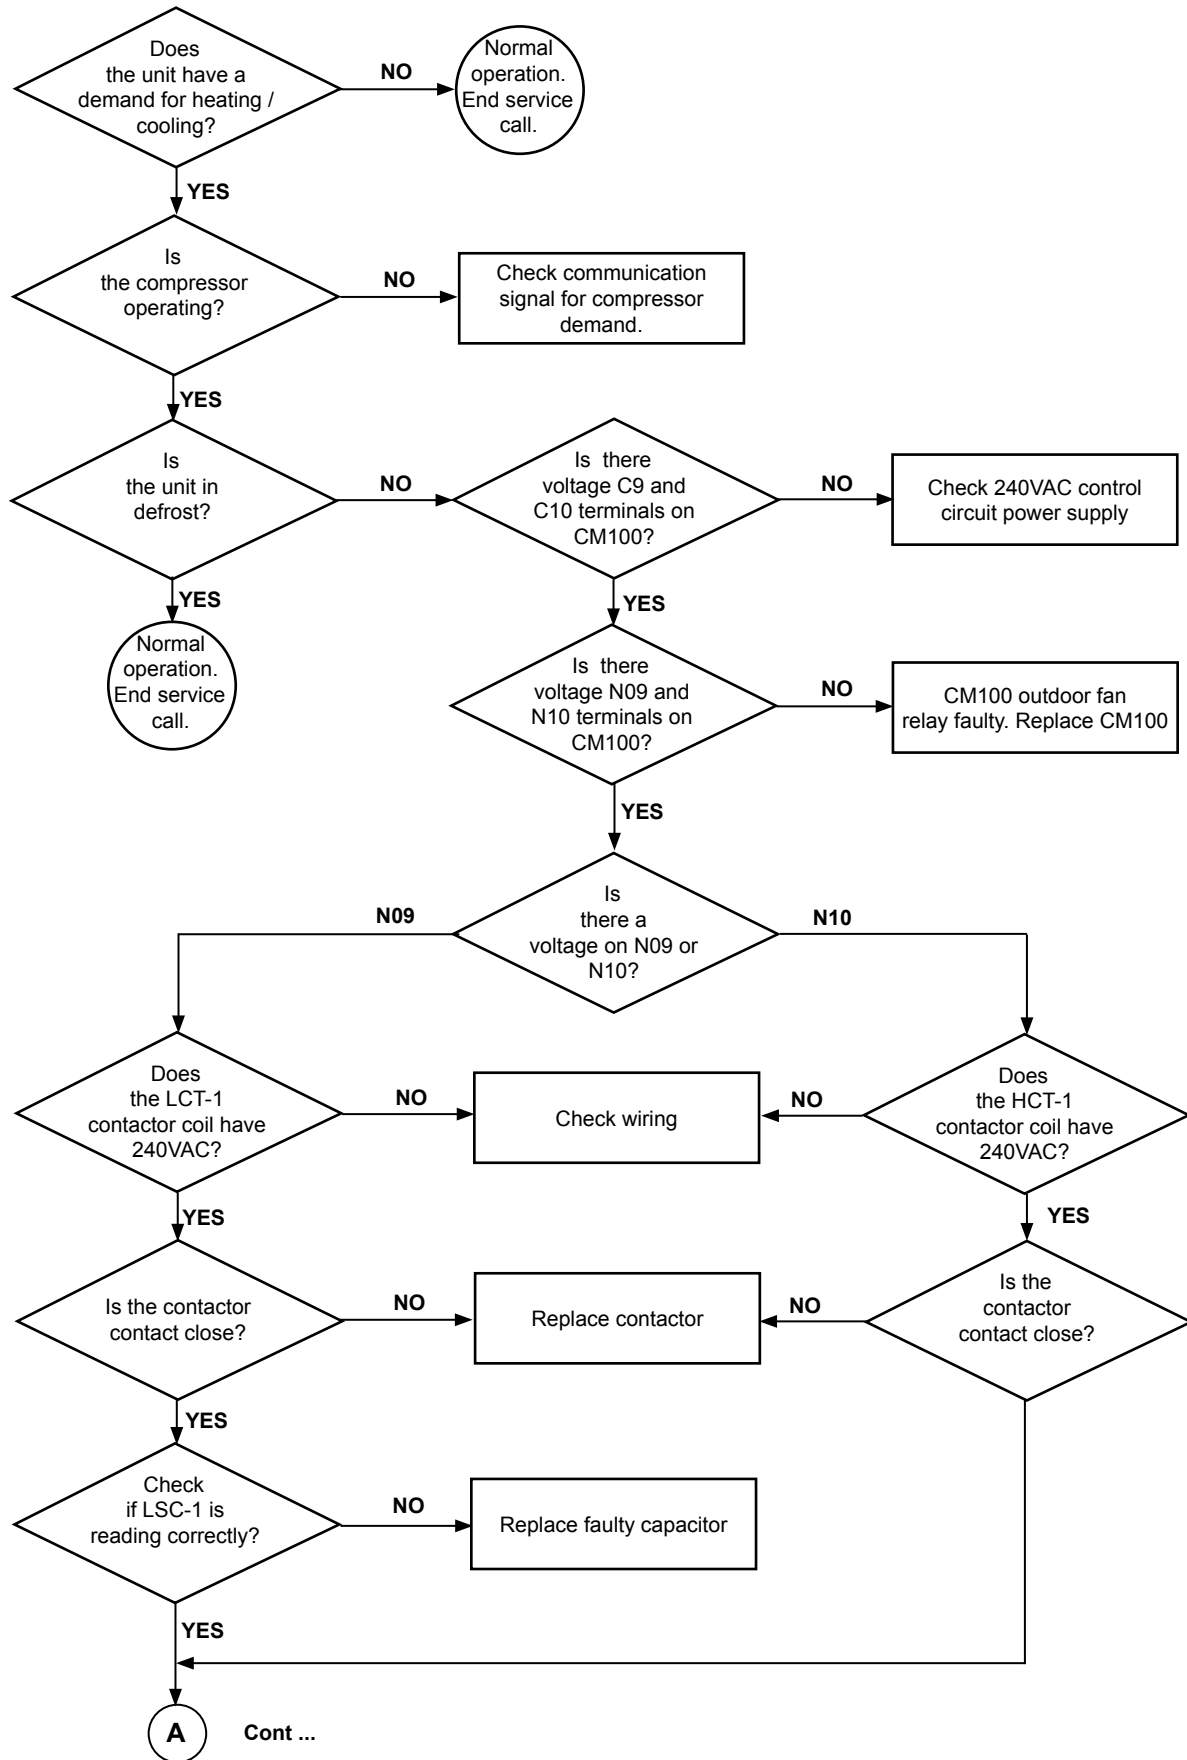 Does
the unit have a
demand for heating /
cooling?
NO
Normal
operation.
End service
call.
YES
Is
the compressor
operating?
NO
Check communication
signal for compressor
demand.
YES
Is
the unit in
defrost?
NO
Is there
voltage C9 and
C10 terminals on
CM100?
NO
Check 240VAC control
circuit power supply
YES
Normal
operation.
End service
call.
YES
Is there
voltage N09 and
N10 terminals on
CM100?
NO
CM100 outdoor fan
relay faulty. Replace CM100
YES
Is
there a
voltage on N09 or
N10?
N09
N10
Does
the LCT-1
contactor coil have
240VAC?
NO
Check wiring
NO
Does
the HCT-1
contactor coil have
240VAC?
YES
YES
Is the contactor
contact close?
NO
Replace contactor
NO
Is the
contactor
contact close?
YES
Check
if LSC-1 is
reading correctly?
NO
Replace faulty capacitor
YES
A
Cont ...